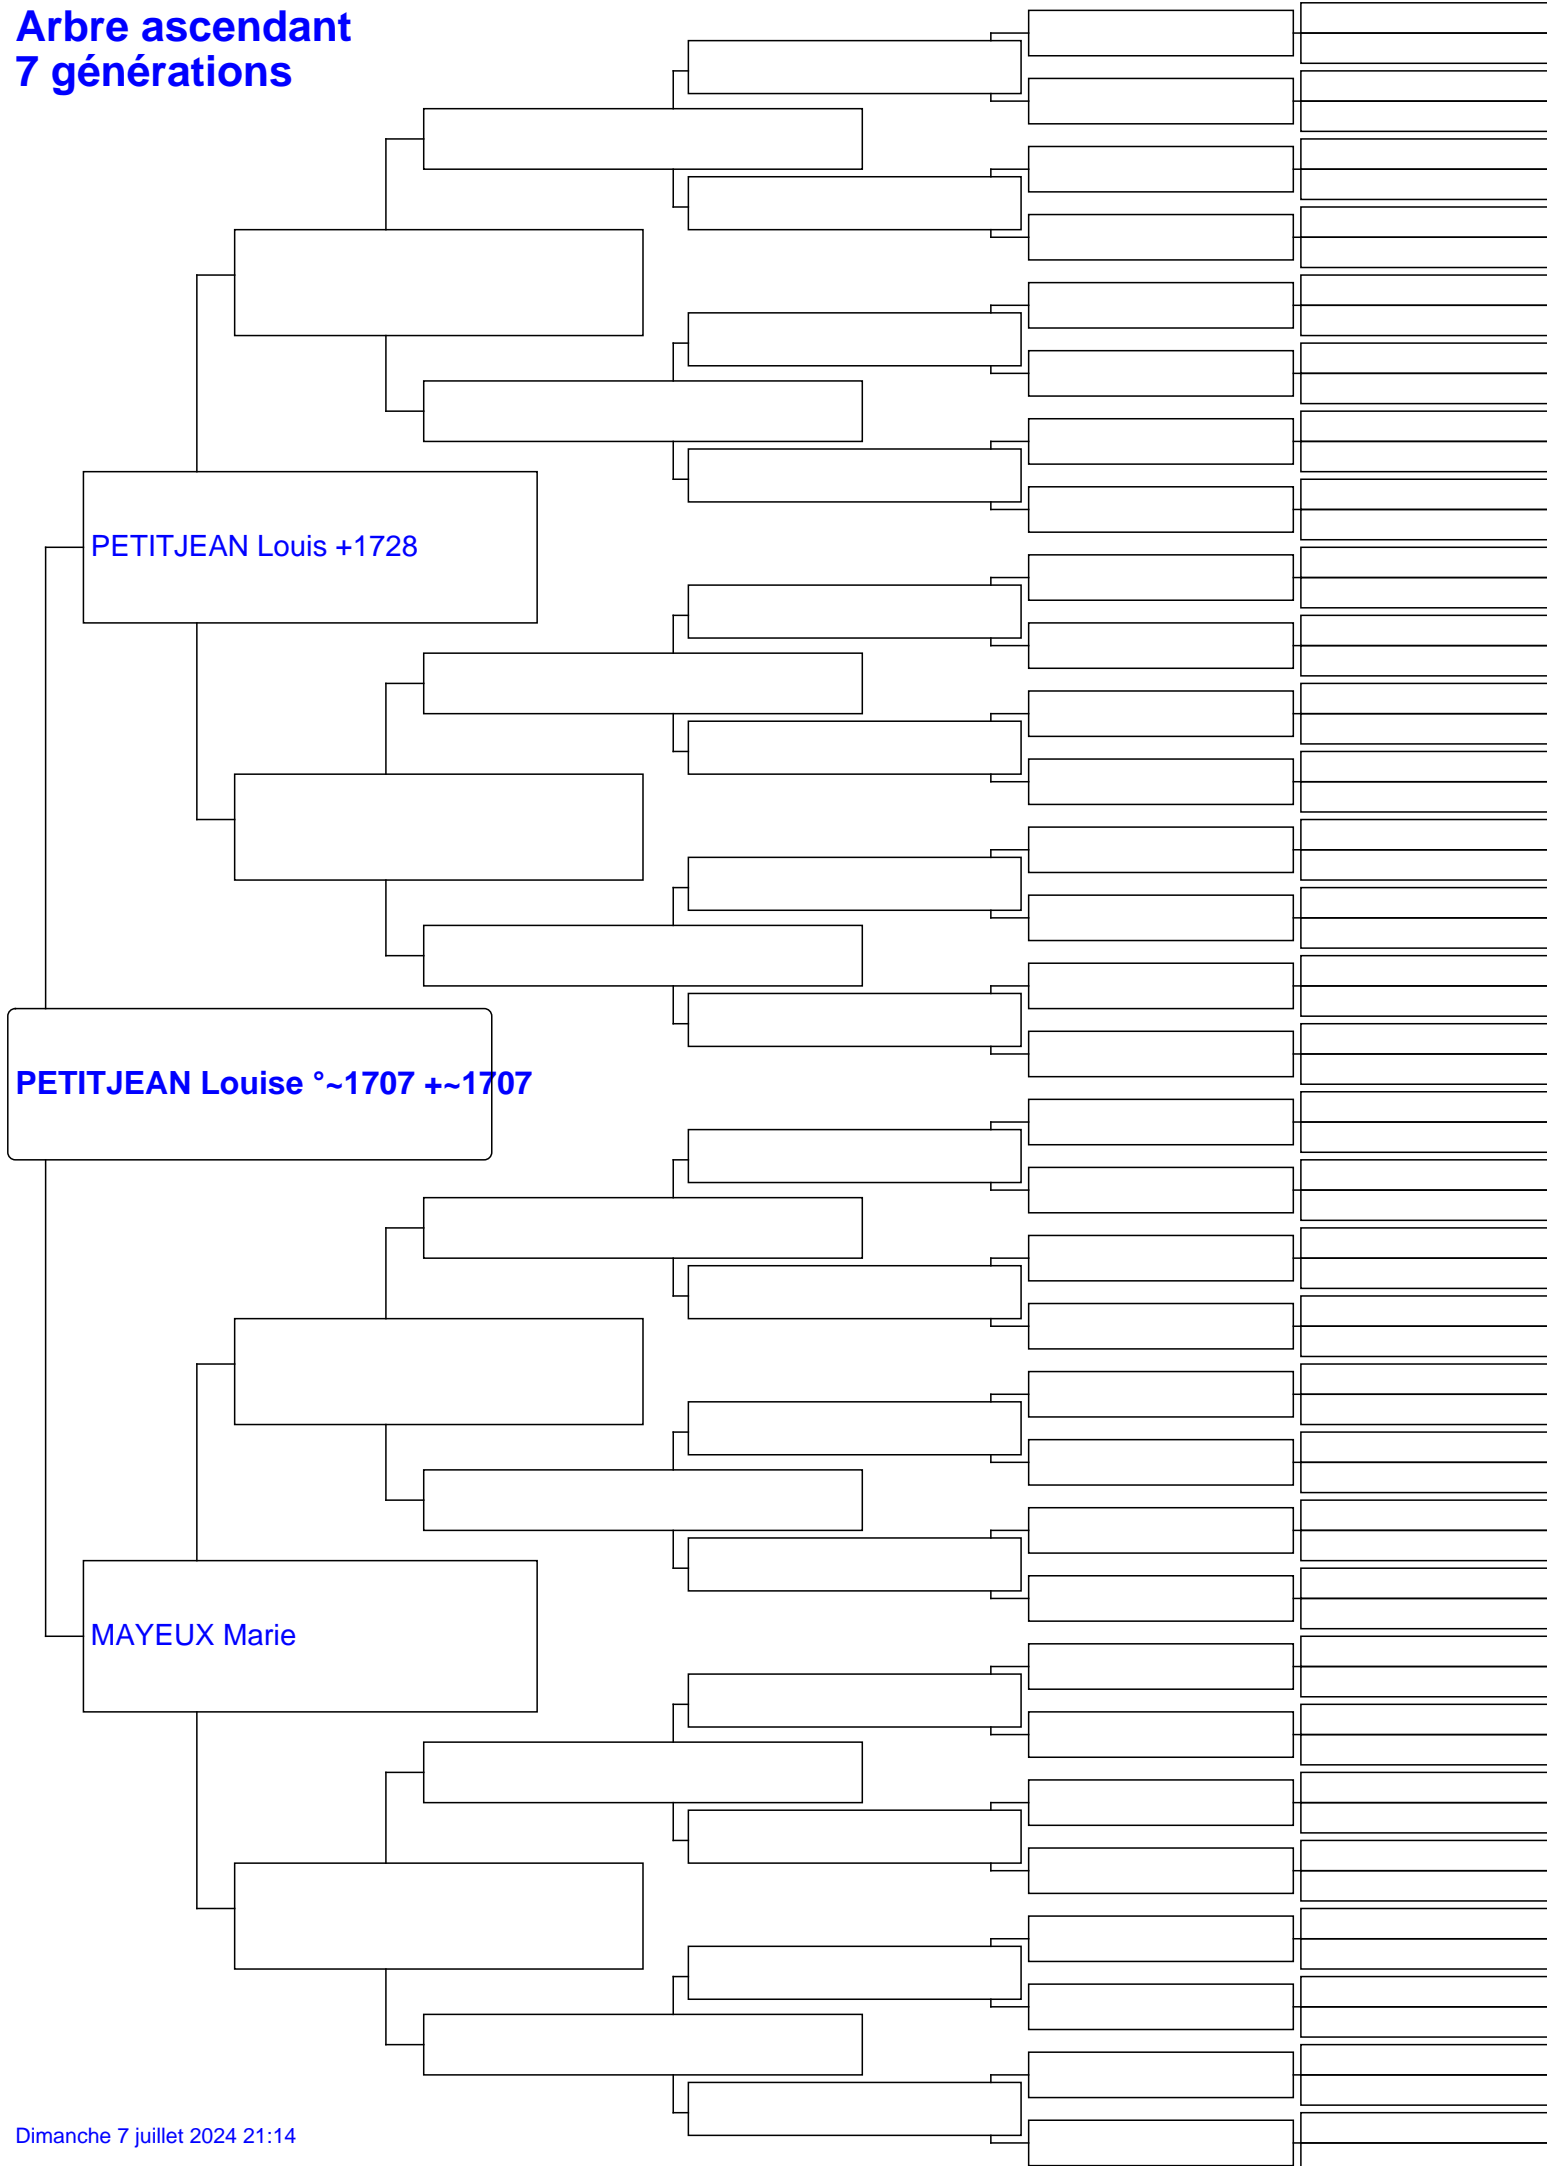 Arbre ascendant
7 générations
PETITJEAN Louis +1728
PETITJEAN Louise °~1707 +~1707
MAYEUX Marie
Dimanche 7 juillet 2024 21:14